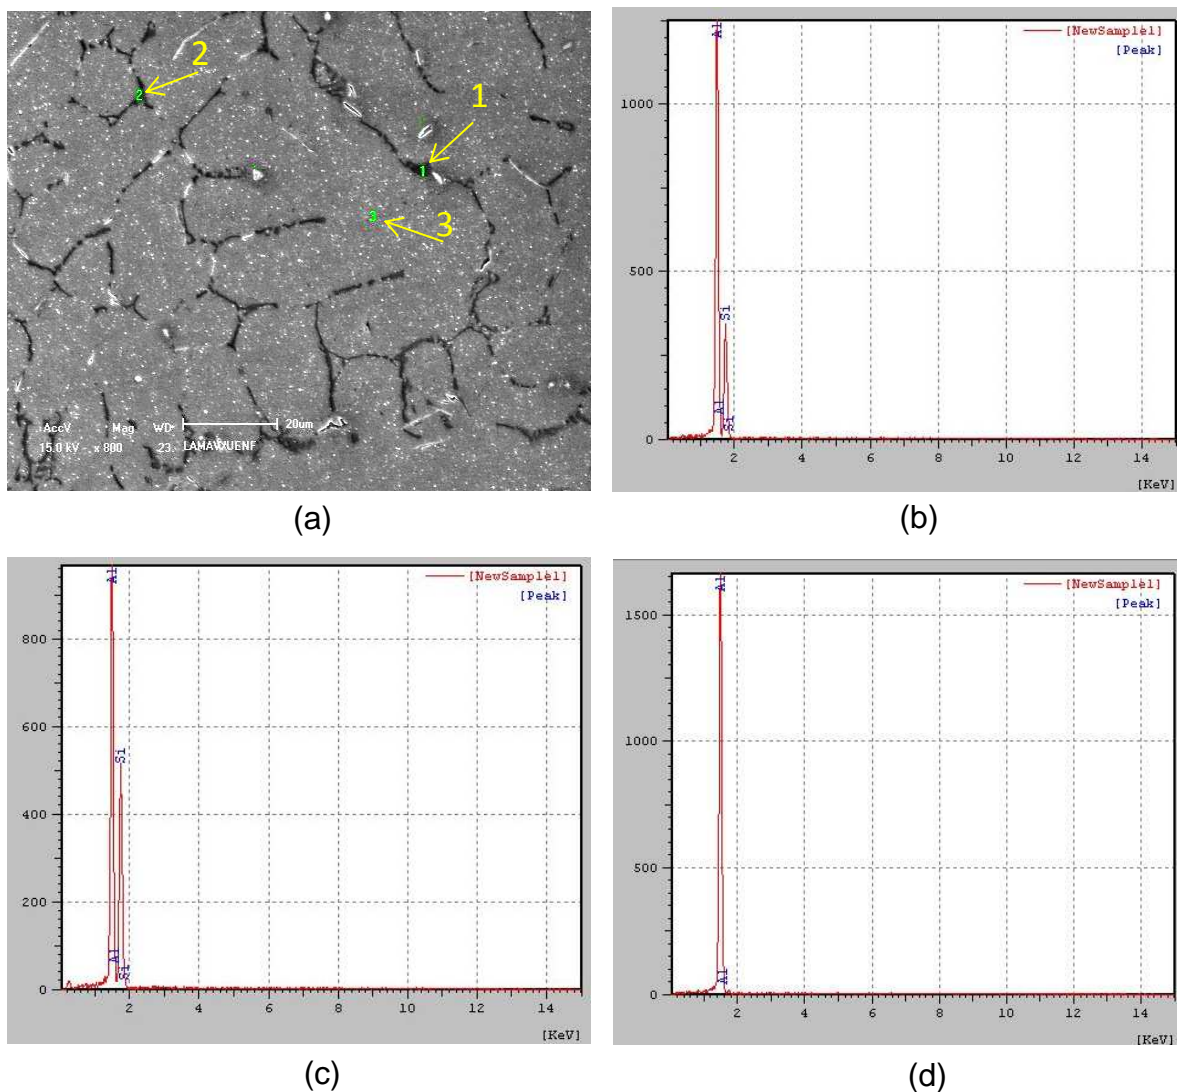 2
1
2
1
3
3
AccV Mag WD 20um
15.0 kV x 800 23. LAMAV\UENF
(a)
[NewSample1]
[Peak]
Al
1000
500
Si
Al
Si
0
2 4 6 8 10 12 14
[KeV]
(b)
[NewSample1]
[Peak]
Al
800
600
Si
400
200
Al
Si
0
2 4 6 8 10 12 14
[KeV]
(c)
[NewSample1]
[Peak]
Al
1500
1000
500
Al
0
2 4 6 8 10 12 14
[KeV]
(d)